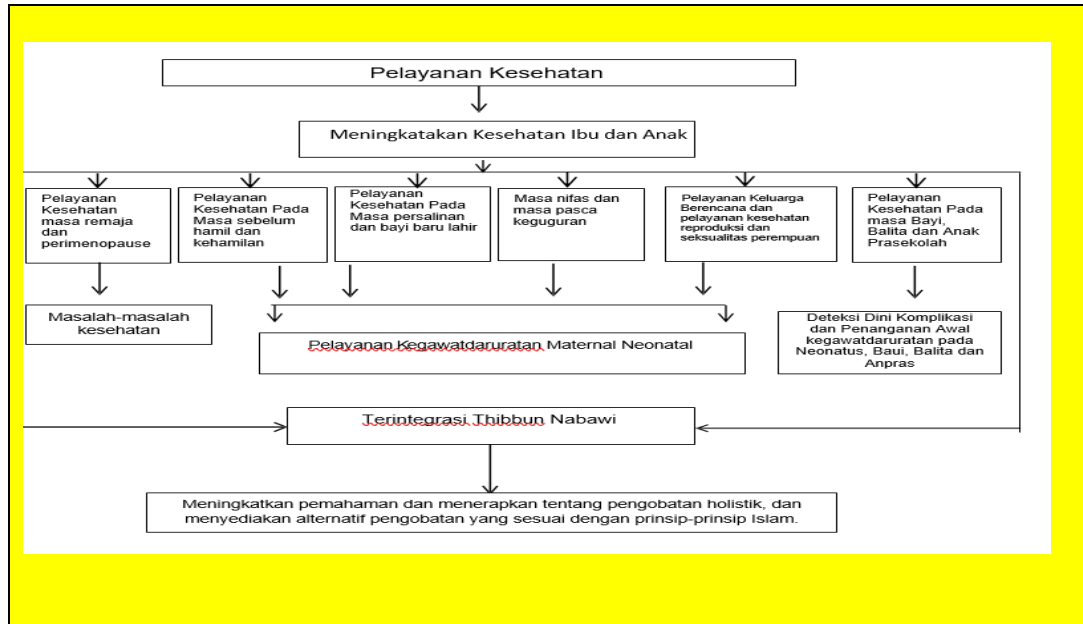 Pelayanan Kesehatan
Meningkatakan Kesehatan Ibu dan Anak
Pelayanan
Kesehatan
masa remaja
dan
perimenopause
Pelayanan
Kesehatan Pada
Masa sebelum
hamil dan
kehamilan
Pelayanan
Kesehatan Pada
Masa persalinan
dan bayi baru lahir
Masa nifas dan
masa pasca
keguguran
Pelayanan Keluarga
Berencana dan
pelayanan kesehatan
reproduksi dan
seksualitas perempuan
Pelayanan
Kesehatan Pada
masa Bayi,
Balita dan Anak
Prasekolah
Masalah-masalah
kesehatan
Pelayanan Kegawatdaruratan Maternal Neonatal
Deteksi Dini Komplikasi
dan Penanganan Awal
kegawatdaruratan pada
Neonatus, Baui, Balita dan
Anpras
Terintegrasi Thibbun Nabawi
Meningkatkan pemahaman dan menerapkan tentang pengobatan holistik, dan
menyediakan alternatif pengobatan yang sesuai dengan prinsip-prinsip Islam.